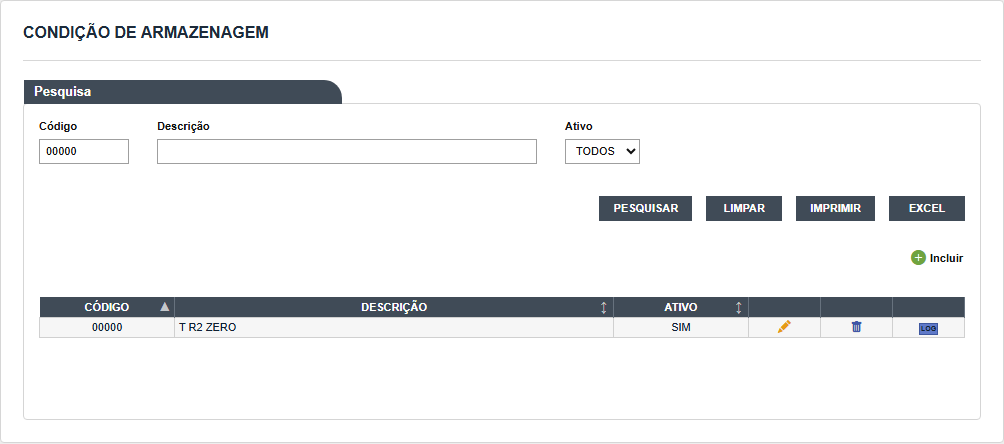 CONDIÇÃO DE ARMAZENAGEM
Pesquisa
Código Descrição Ativo
00000 TODOS
PESQUISAR LIMPAR IMPRIMIR EXCEL
Incluir
CÓDIGO DESCRIÇÃO ATIVO
00000 T R2 ZERO SIM LOG